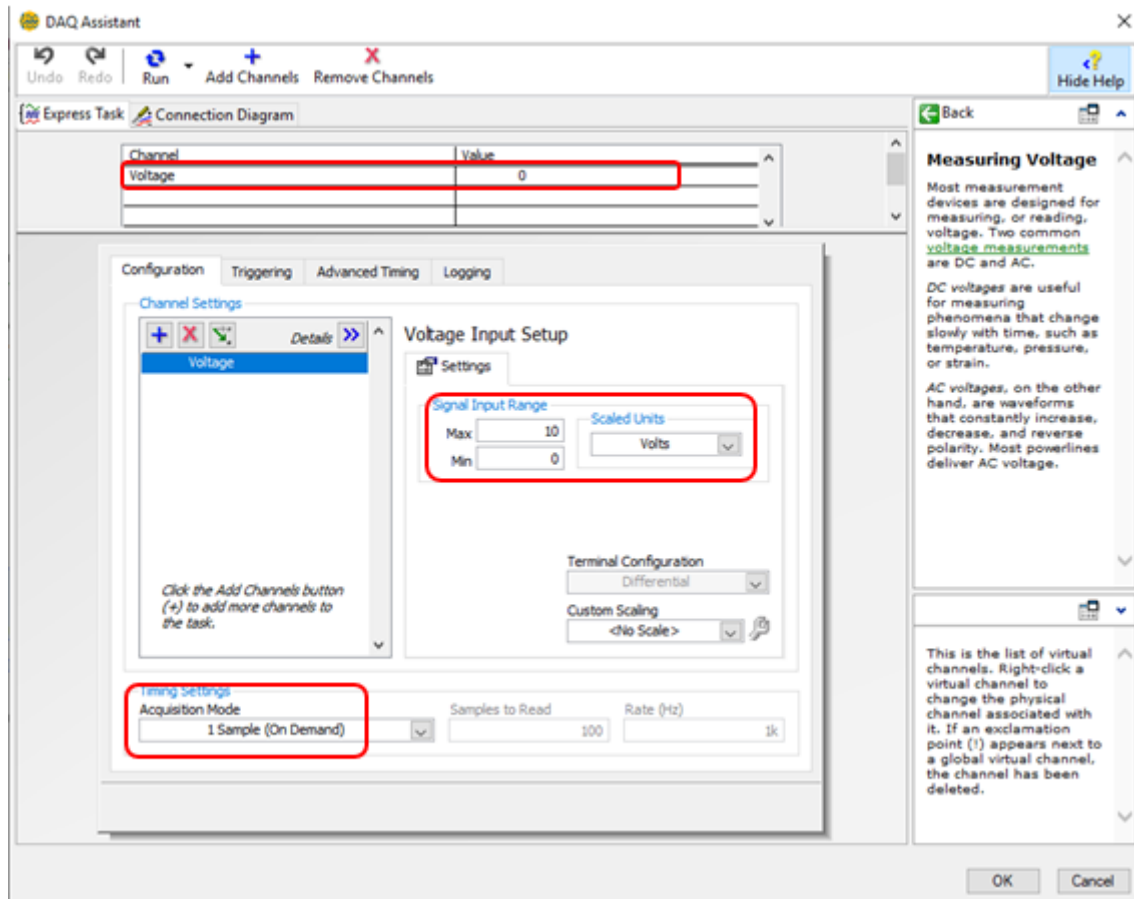 DAQ Assistant
Undo Redo Run Add Channels Remove Channels Hide Help
Express Task Connection Diagram
Channel Value
Voltage 0
Configuration Triggering Advanced Timing Logging
Channel Settings
Details
Voltage
Click the Add Channels button
(+) to add more channels to
the task.
Voltage Input Setup
Settings
Signal Input Range
Max 10
Min 0
Scaled Units
Volts
Terminal Configuration
Differential
Custom Scaling
<No Scale>
Timing Settings
Acquisition Mode Samples to Read Rate (Hz)
1 Sample (On Demand) 100 1k
Back
Measuring Voltage
Most measurement
devices are designed for
measuring, or reading,
voltage. Two common
voltage measurements
are DC and AC.
DC voltages are useful
for measuring
phenomena that change
slowly with time, such as
temperature, pressure,
or strain.
AC voltages, on the other
hand, are waveforms
that constantly increase,
decrease, and reverse
polarity. Most powerlines
deliver AC voltage.
This is the list of virtual
channels. Right-click a
virtual channel to
change the physical
channel associated with
it. If an exclamation
point (!) appears next to
a global virtual channel,
the channel has been
deleted.
OK Cancel